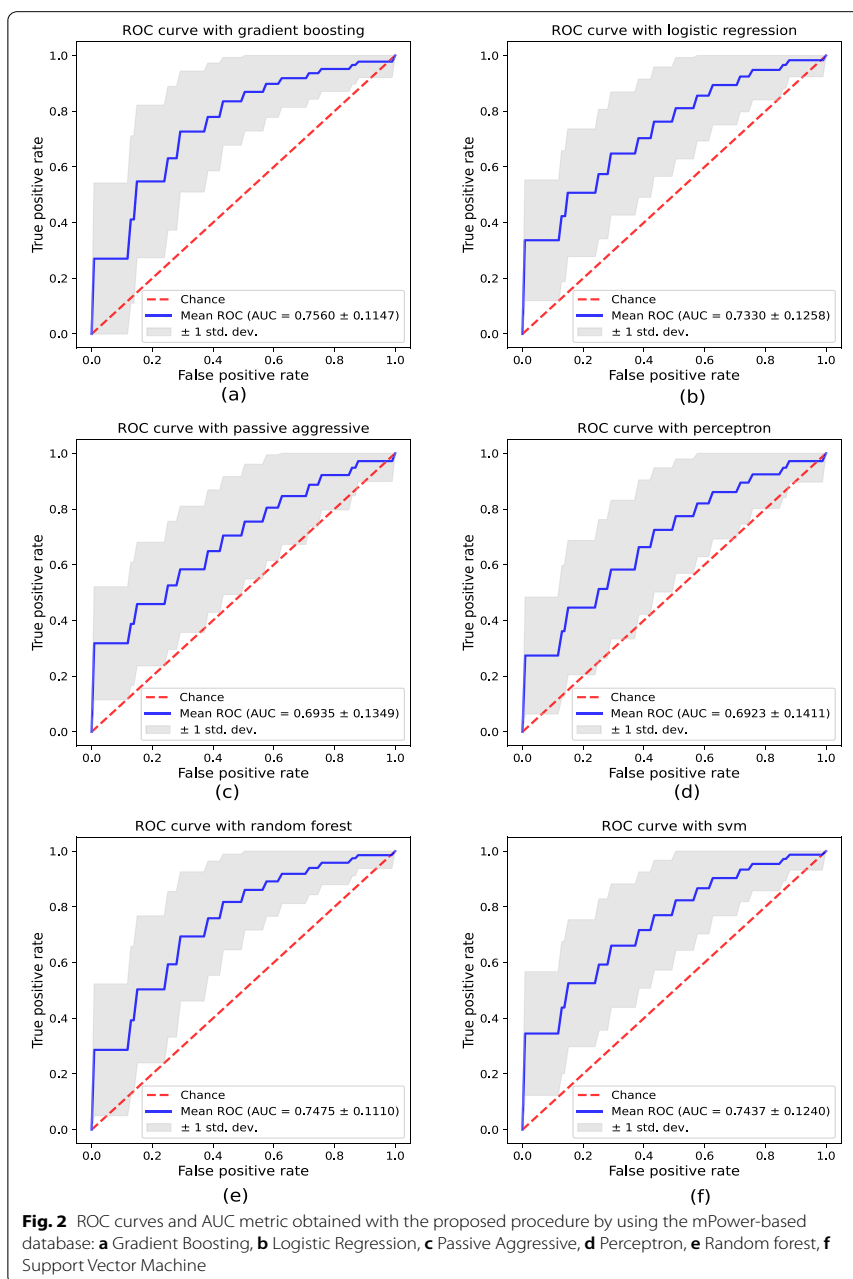 ROC curve with gradient boosting
1.0
0.8
0.6
0.4
0.2
0.0
True positive rate
Chance
Mean ROC (AUC = 0.7560 ± 0.1147)
± 1 std. dev.
0.0 0.2 0.4 0.6 0.8 1.0
False positive rate
(a)
ROC curve with logistic regression
1.0
0.8
0.6
0.4
0.2
0.0
True positive rate
Chance
Mean ROC (AUC = 0.7330 ± 0.1258)
± 1 std. dev.
0.0 0.2 0.4 0.6 0.8 1.0
False positive rate
(b)
ROC curve with passive aggressive
1.0
0.8
0.6
0.4
0.2
0.0
True positive rate
Chance
Mean ROC (AUC = 0.6935 ± 0.1349)
± 1 std. dev.
0.0 0.2 0.4 0.6 0.8 1.0
False positive rate
(c)
ROC curve with perceptron
1.0
0.8
0.6
0.4
0.2
0.0
True positive rate
Chance
Mean ROC (AUC = 0.6923 ± 0.1411)
± 1 std. dev.
0.0 0.2 0.4 0.6 0.8 1.0
False positive rate
(d)
ROC curve with random forest
1.0
0.8
0.6
0.4
0.2
0.0
True positive rate
Chance
Mean ROC (AUC = 0.7475 ± 0.1110)
± 1 std. dev.
0.0 0.2 0.4 0.6 0.8 1.0
False positive rate
(e)
ROC curve with svm
1.0
0.8
0.6
0.4
0.2
0.0
True positive rate
Chance
Mean ROC (AUC = 0.7437 ± 0.1240)
± 1 std. dev.
0.0 0.2 0.4 0.6 0.8 1.0
False positive rate
(f)
Fig. 2 ROC curves and AUC metric obtained with the proposed procedure by using the mPower-based
database: a Gradient Boosting, b Logistic Regression, c Passive Aggressive, d Perceptron, e Random forest, f
Support Vector Machine